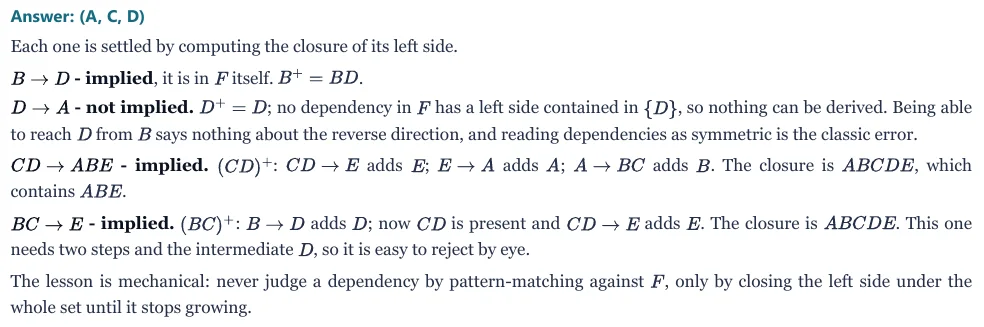 Answer: (A, C, D)
Each one is settled by computing the closure of its left side.
B → D - implied, it is in F itself. B⁺ = BD.
D → A - not implied. D⁺ = D; no dependency in F has a left side contained in {D}, so nothing can be derived. Being able
to reach D from B says nothing about the reverse direction, and reading dependencies as symmetric is the classic error.
CD → ABE - implied. (CD)⁺: CD → E adds E; E → A adds A; A → BC adds B. The closure is ABCDE, which
contains ABE.
BC → E - implied. (BC)⁺: B → D adds D; now CD is present and CD → E adds E. The closure is ABCDE. This one
needs two steps and the intermediate D, so it is easy to reject by eye.
The lesson is mechanical: never judge a dependency by pattern-matching against F, only by closing the left side under the
whole set until it stops growing.